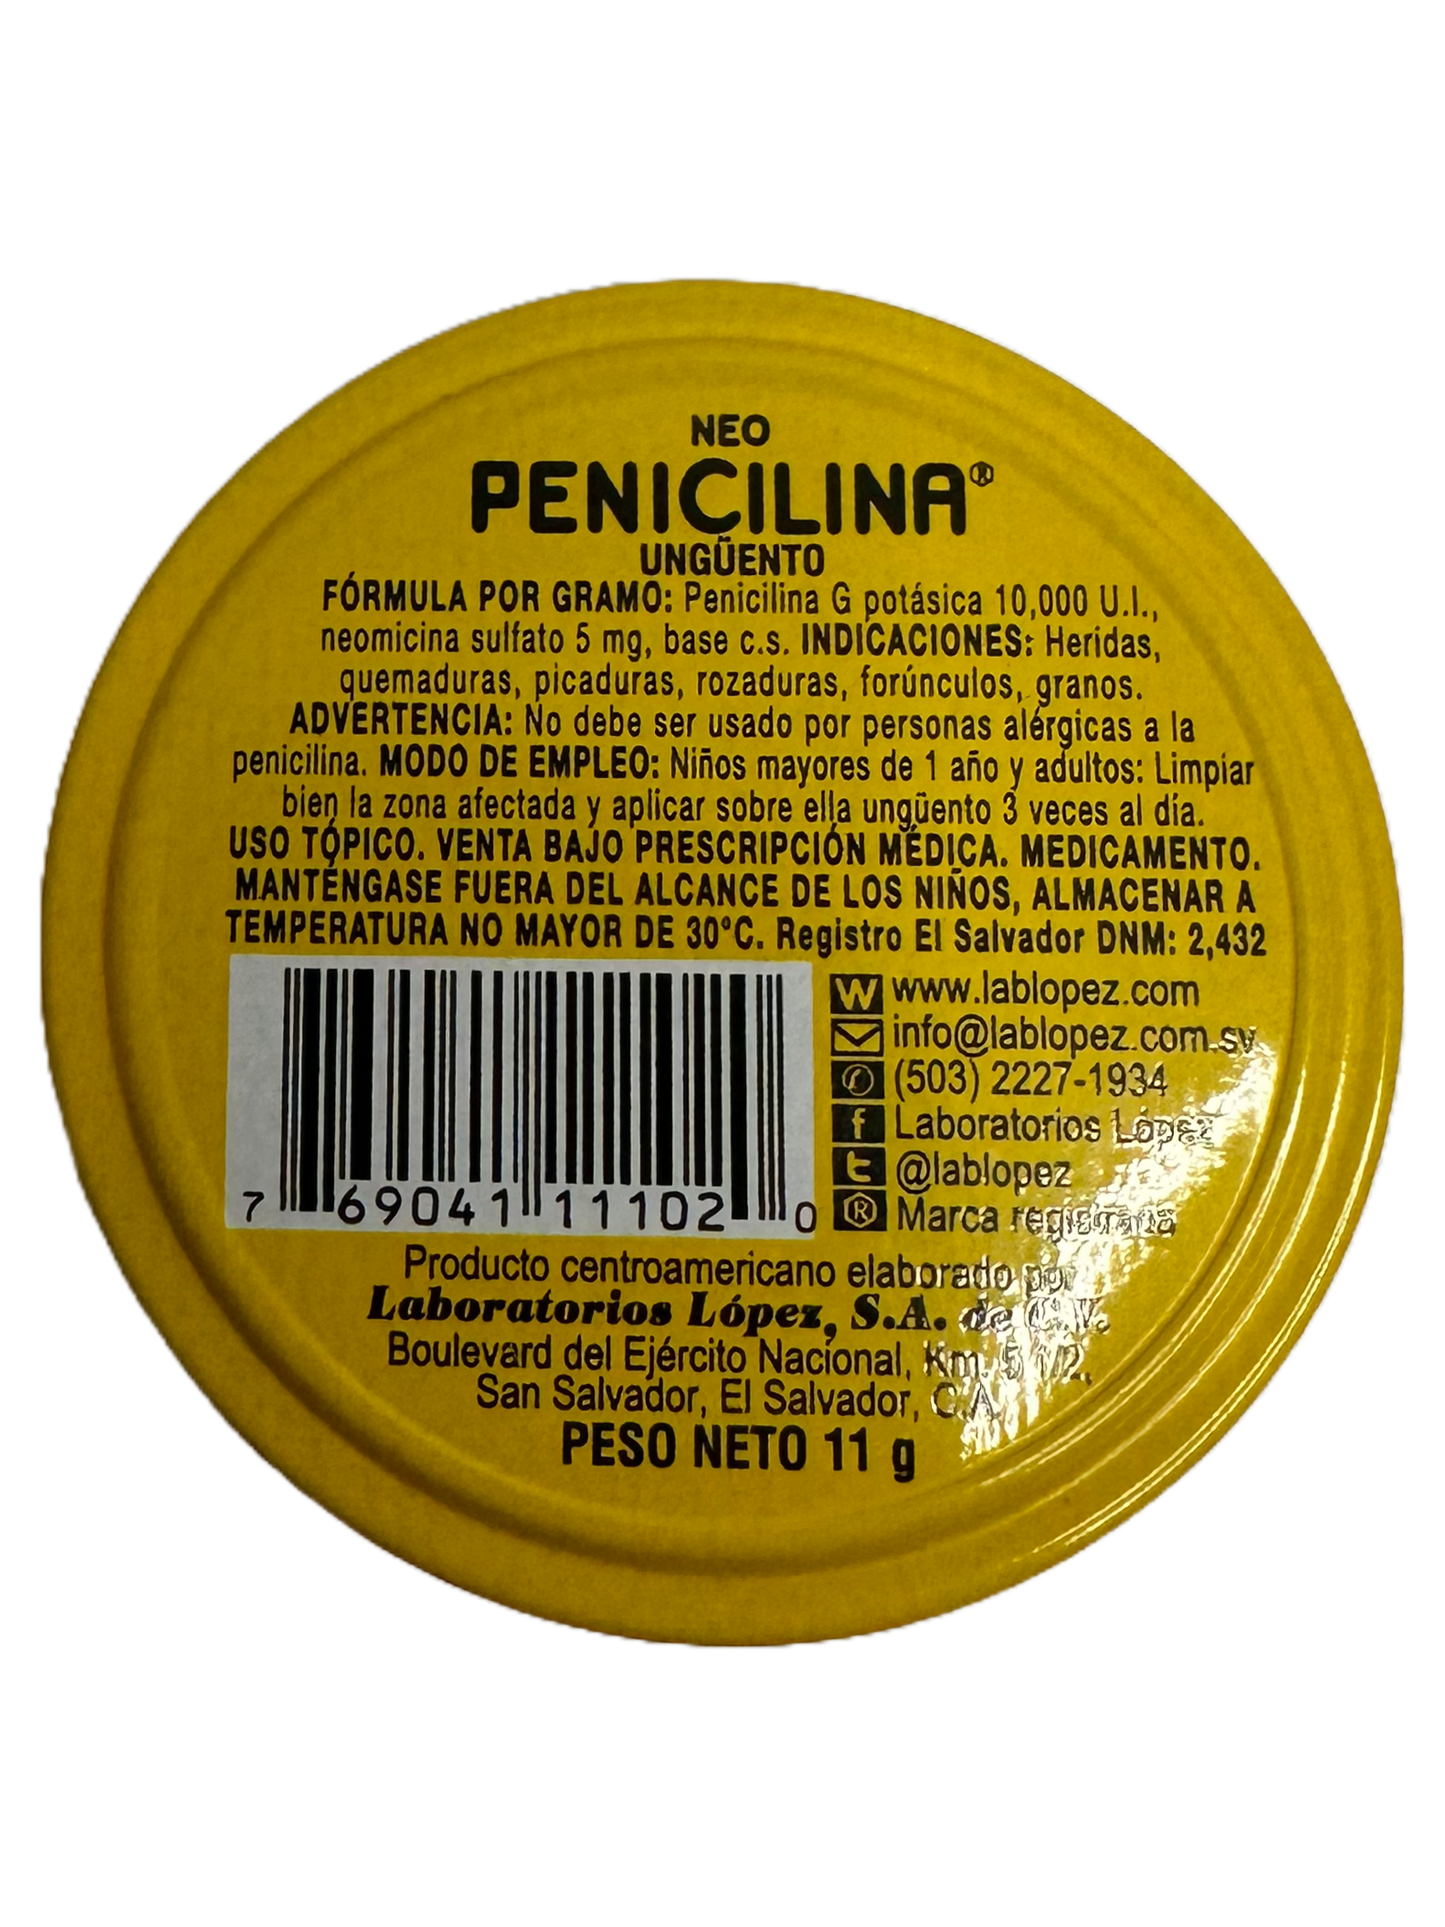 NEO
PENICILINA®
UNGÜENTO
FÓRMULA POR GRAMO: Penicilina G potásica 10,000 U.I.,
neomicina sulfato 5 mg, base c.s. INDICACIONES: Heridas,
quemaduras, picaduras, rozaduras, forúnculos, granos.
ADVERTENCIA: No debe ser usado por personas alérgicas a la
penicilina. MODO DE EMPLEO: Niños mayores de 1 año y adultos: Limpiar
bien la zona afectada y aplicar sobre ella ungüento 3 veces al día.
USO TÓPICO. VENTA BAJO PRESCRIPCIÓN MÉDICA. MEDICAMENTO.
MANTÉNGASE FUERA DEL ALCANCE DE LOS NIÑOS, ALMACENAR A
TEMPERATURA NO MAYOR DE 30°C. Registro El Salvador DNM: 2,432
7 69041 11102 0
W www.lablopez.com
info@lablopez.com.sv
(503) 2227-1934
f Laboratorios López
t @lablopez
® Marca registrada
Producto centroamericano elaborado por
Laboratorios López, S.A. de C.V.
Boulevard del Ejército Nacional, Km. 5 1/2,
San Salvador, El Salvador, C.A.
PESO NETO 11 g